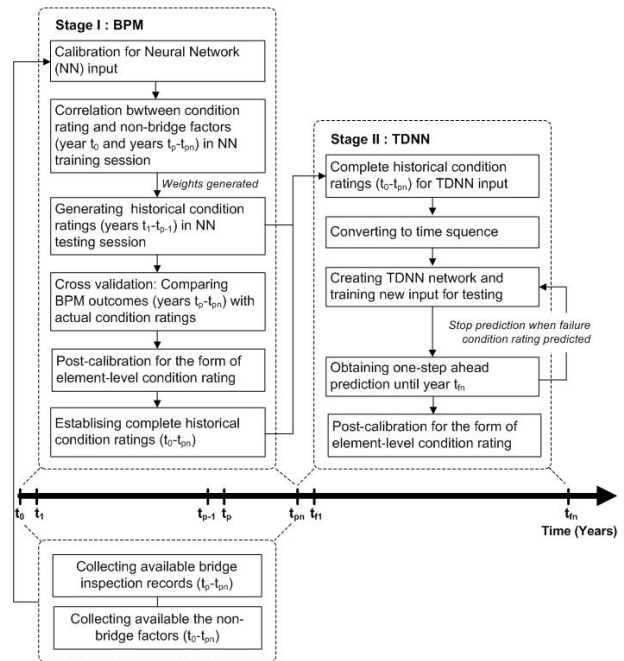 Stage I : BPM
Calibration for Neural Network
(NN) input
Correlation bwtween condition
rating and non-bridge factors
(year t0 and years tp-tpn) in NN
training session
Weights generated
Generating historical condition
ratings (years t1-tp-1) in NN
testing session
Cross validation: Comparing
BPM outcomes (years tp-tpn) with
actual condition ratings
Post-calibration for the form of
element-level condition rating
Establising complete historical
condition ratings (t0-tpn)
Stage II : TDNN
Complete historical condition
ratings (t0-tpn) for TDNN input
Converting to time squence
Creating TDNN network and
training new input for testing
Stop prediction when failure
condition rating predicted
Obtaining one-step ahead
prediction until year tfn
Post-calibration for the form of
element-level condition rating
t0 t1 tp-1 tp tpn tf1 tfn
Time (Years)
Collecting available bridge
inspection records (tp-tpn)
Collecting available the non-
bridge factors (t0-tpn)